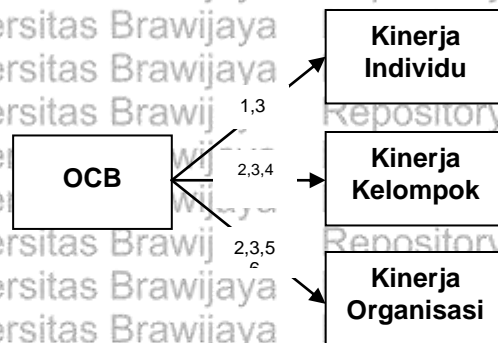 ersitas Brawijaya
ersitas Brawijaya
Kinerja
Individu
ersitas Brawij
1,3
Repository
OCB
2,3,4
Kinerja
Kelompok
ersitas Brawij
2,3,5
6
Repository
ersitas Brawijaya
Kinerja
Organisasi
ersitas Brawijaya